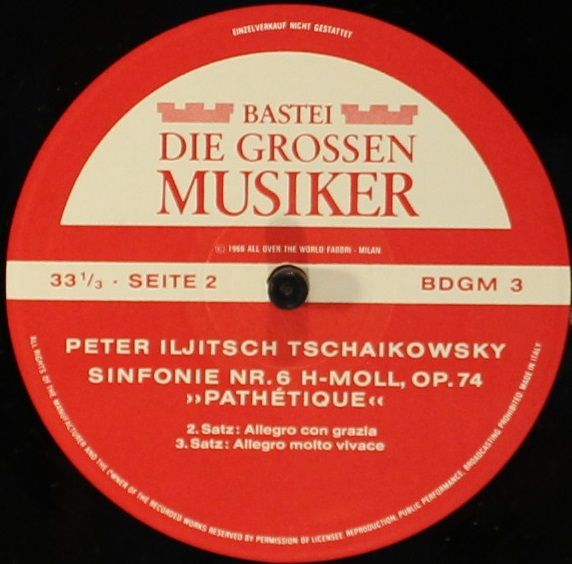 EINZELVERKAUF NICHT GESTATTET
BASTEI
DIE GROSSEN
MUSIKER
© 1966 ALL OVER THE WORLD FABBRI - MILAN
33 1/3 · SEITE 2
BDGM 3
PETER ILJITSCH TSCHAIKOWSKY
SINFONIE NR. 6 H-MOLL, OP. 74
››PATHÉTIQUE‹‹
2. Satz: Allegro con grazia
3. Satz: Allegro molto vivace
ALL RIGHTS OF THE MANUFACTURER AND THE OWNER OF THE RECORDED WORKS RESERVED BY PERMISSION OF LICENSEE. REPRODUCTION, PUBLIC PERFORMANCE, BROADCASTING PROHIBITED. MADE IN ITALY